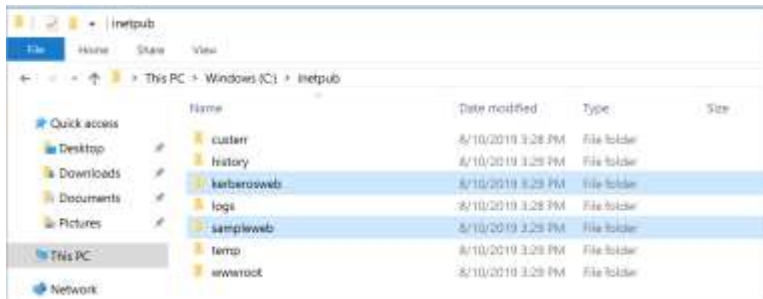 inetpub
File Home Share View
This PC > Windows (C:) > inetpub
Name Date modified Type Size
Quick access
Desktop
Downloads
Documents
Pictures
This PC
Network
custerr 8/10/2019 3:28 PM File folder
history 8/10/2019 3:29 PM File folder
kerberosweb 8/10/2019 3:29 PM File folder
logs 8/10/2019 3:28 PM File folder
sampleweb 8/10/2019 3:29 PM File folder
temp 8/10/2019 3:29 PM File folder
wwwroot 8/10/2019 3:29 PM File folder